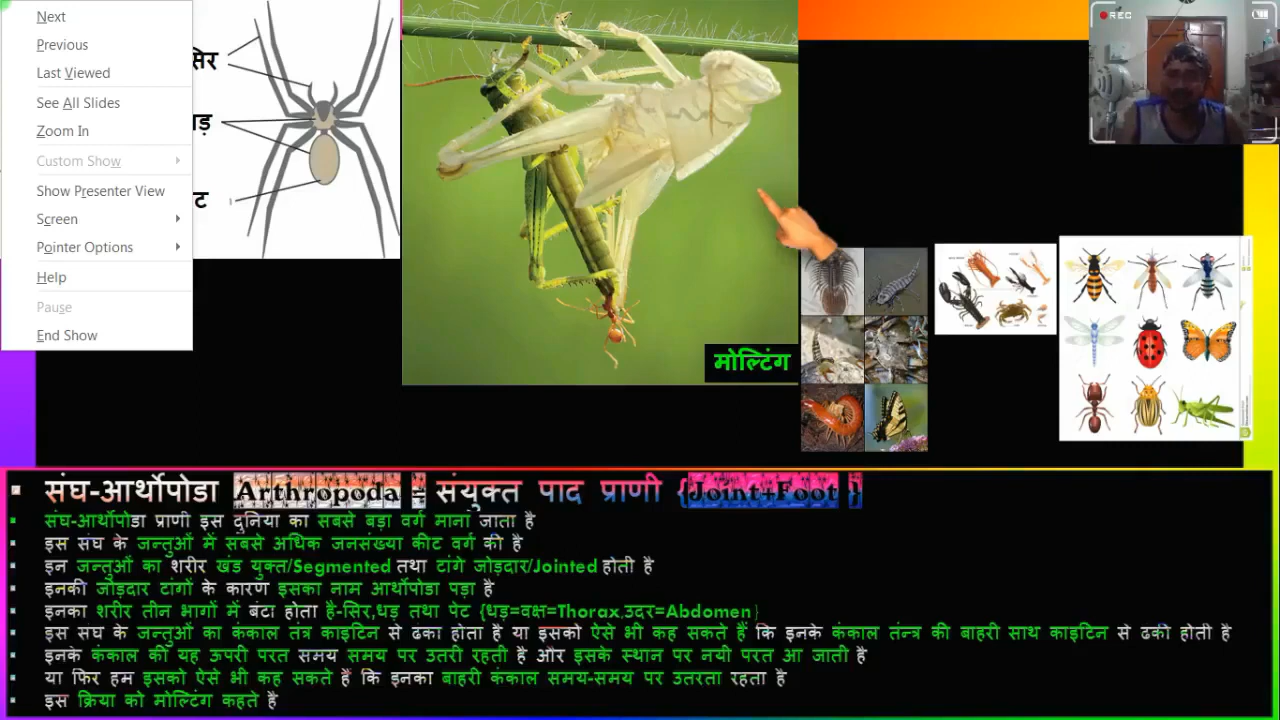 Next
Previous
Last Viewed
See All Slides
Zoom In
Custom Show
Show Presenter View
Screen
Pointer Options
Help
Pause
End Show
सिर
ड़
ट
मोल्टिंग
REC
संघ-आर्थोपोडा Arthropoda = संयुक्त पाद प्राणी {Joint+Foot }
संघ-आर्थोपोडा प्राणी इस दुनिया का सबसे बड़ा वर्ग माना जाता है
इस संघ के जन्तुओं में सबसे अधिक जनसंख्या कीट वर्ग की है
इन जन्तुओं का शरीर खंड युक्त/Segmented तथा टांगे जोड़दार/Jointed होती है
इनकी जोड़दार टांगों के कारण इसका नाम आर्थोपोडा पड़ा है
इनका शरीर तीन भागों में बंटा होता है-सिर,धड़ तथा पेट {धड़=वक्ष=Thorax,उदर=Abdomen}
इस संघ के जन्तुओं का कंकाल तंत्र काइटिन से ढका होता है या इसको ऐसे भी कह सकते हैं कि इनके कंकाल तंन्त्र की बाहरी साथ काइटिन से ढकी होती है
इनके कंकाल की यह ऊपरी परत समय समय पर उतरी रहती है और इसके स्थान पर नयी परत आ जाती है
या फिर हम इसको ऐसे भी कह सकते हैं कि इनका बाहरी कंकाल समय-समय पर उतरता रहता है
इस क्रिया को मोल्टिंग कहते हैं